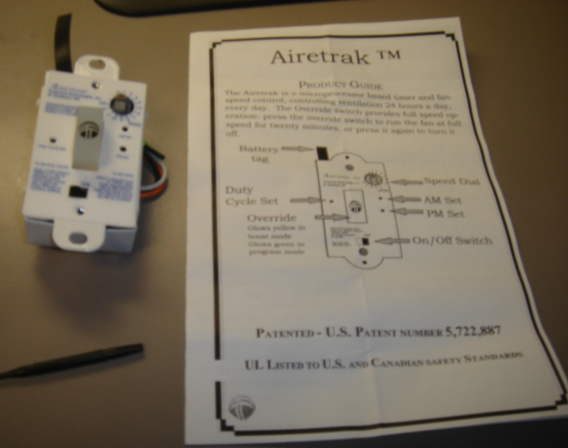 Airetrak ™
PRODUCT GUIDE
The Airetrak is a microprocessor based timer and fan
speed control, controlling ventilation 24 hours a day,
every day. The Override switch provides full speed op-
eration: press the override switch to run the fan at full
speed for twenty minutes, or press it again to turn it
off.
Battery
tag
Speed Dial
Duty
Cycle Set
AM Set
PM Set
Override
Glows yellow in
boost mode
Glows green in
program mode
On/Off Switch
PATENTED - U.S. PATENT NUMBER 5,722,887
UL LISTED TO U.S. AND CANADIAN SAFETY STANDARDS